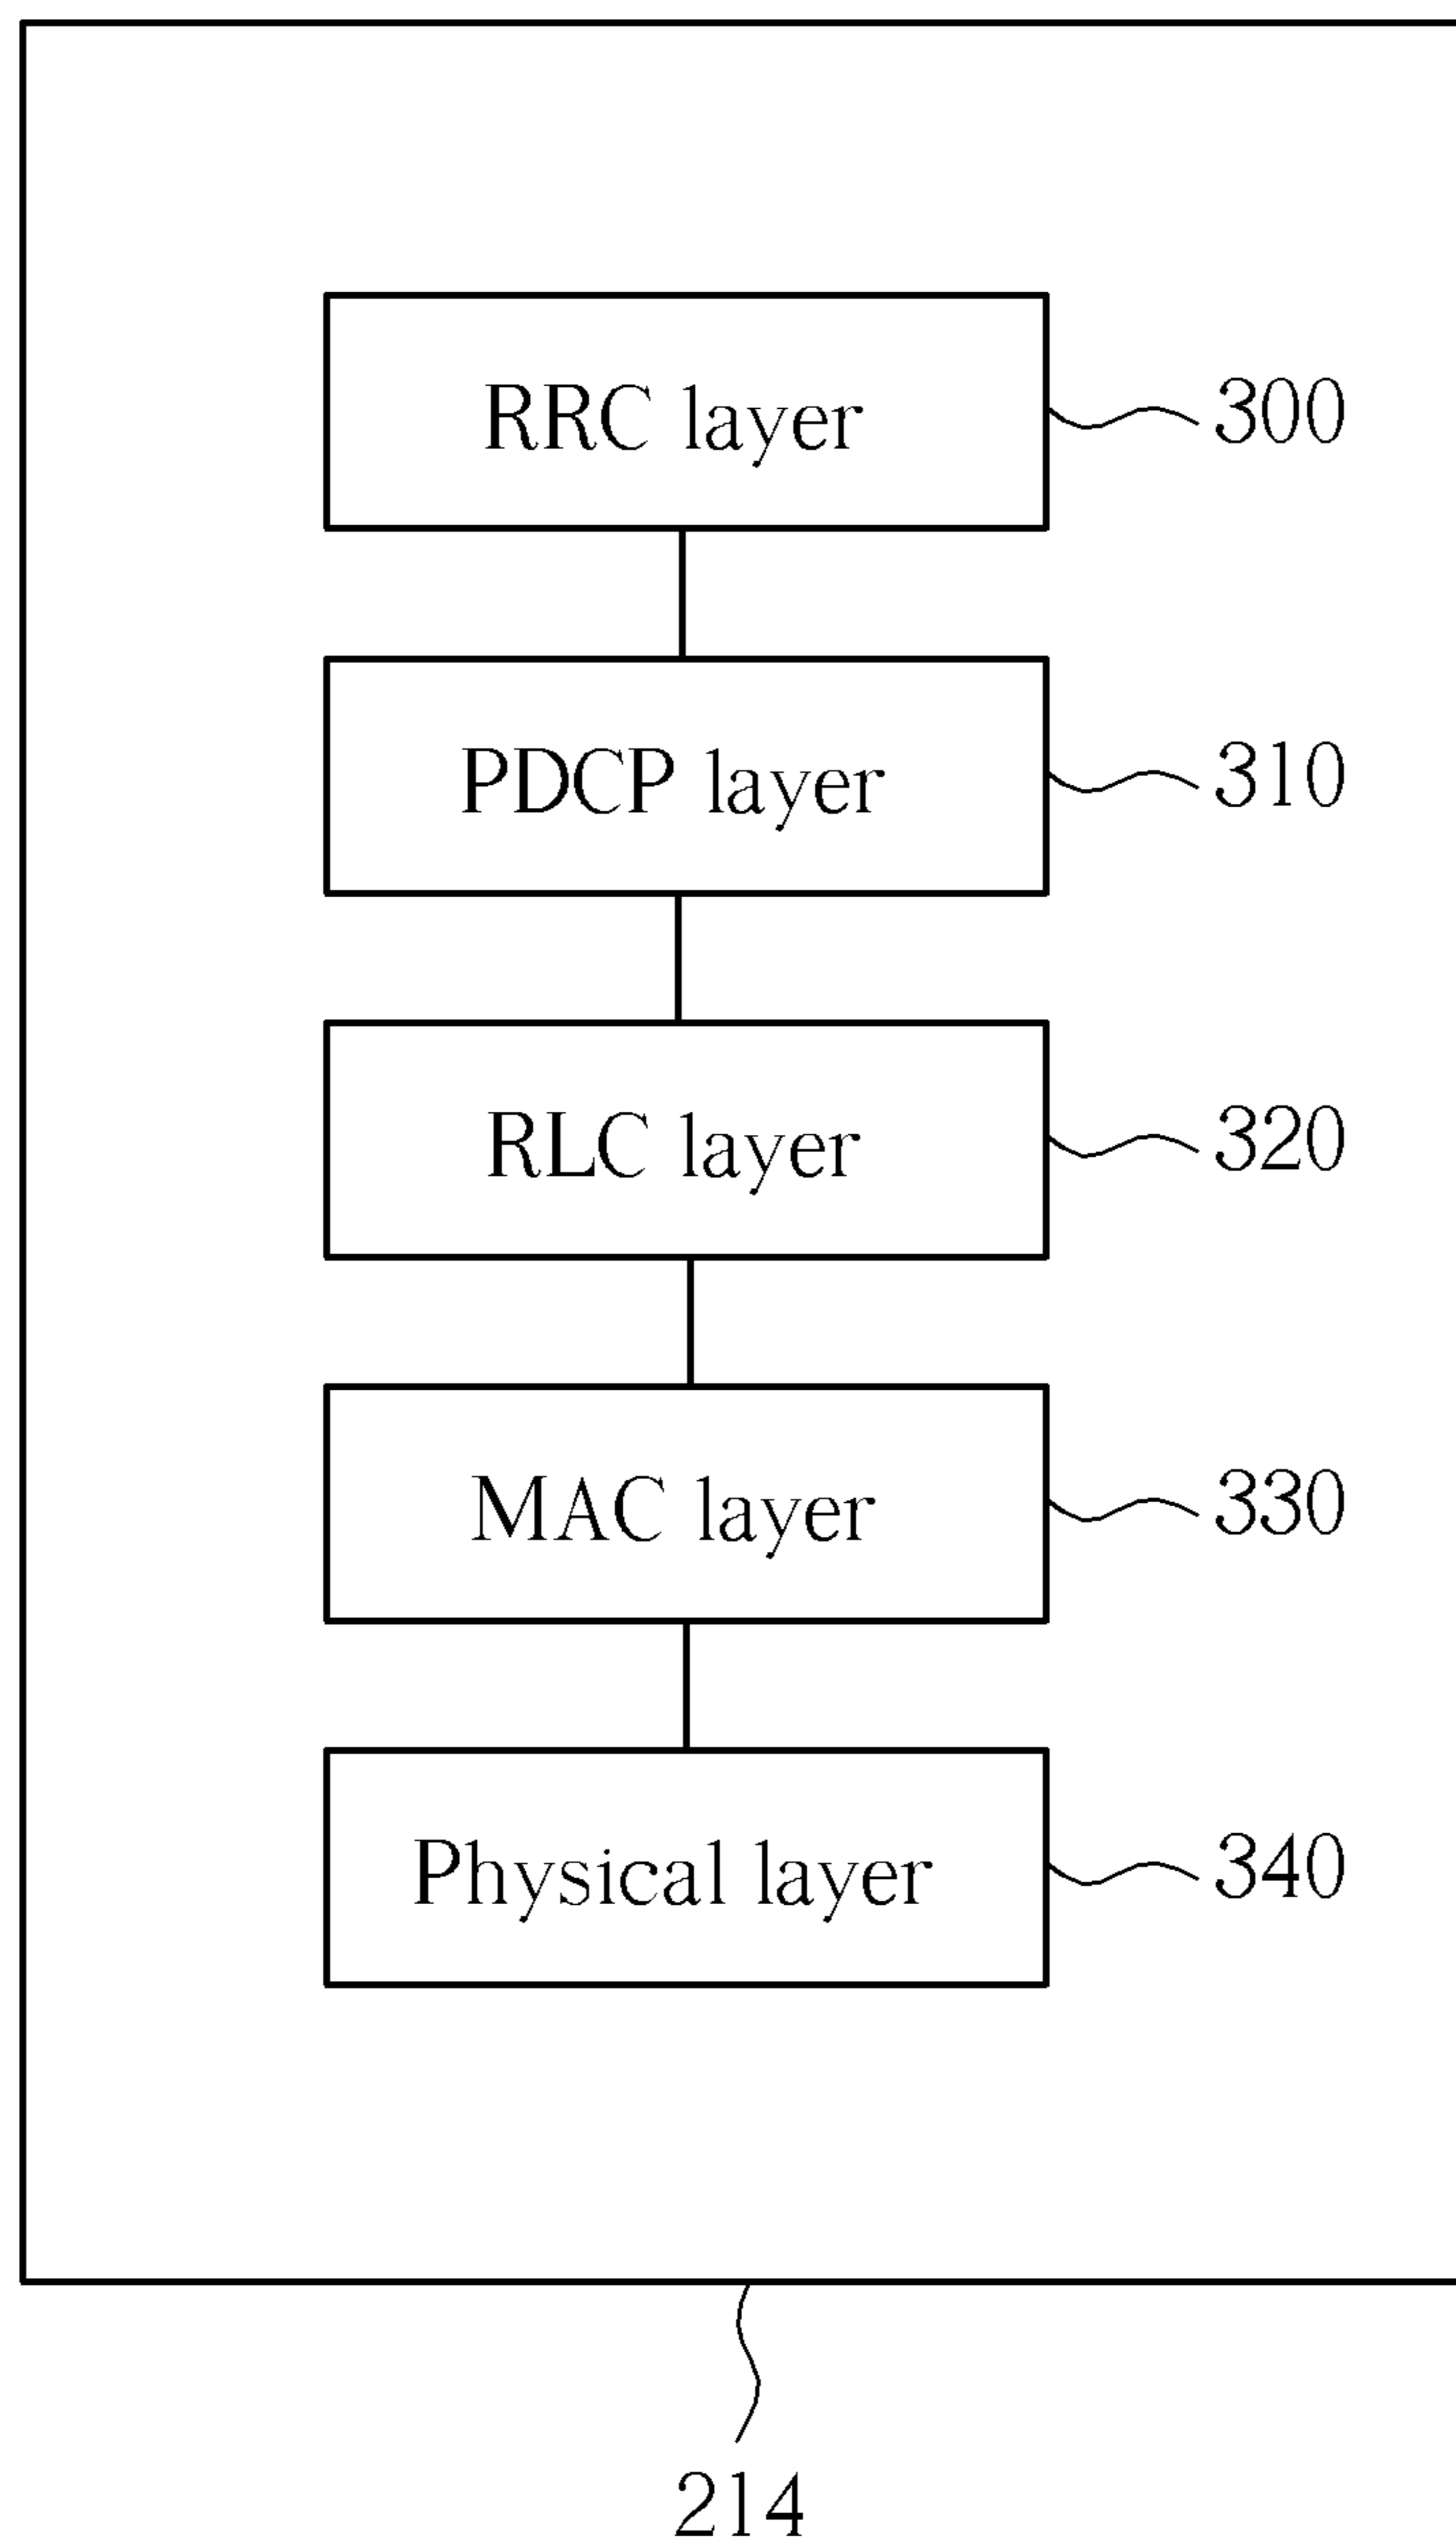 RRC layer 300
PDCP layer 310
RLC layer 320
MAC layer 330
Physical layer 340
214